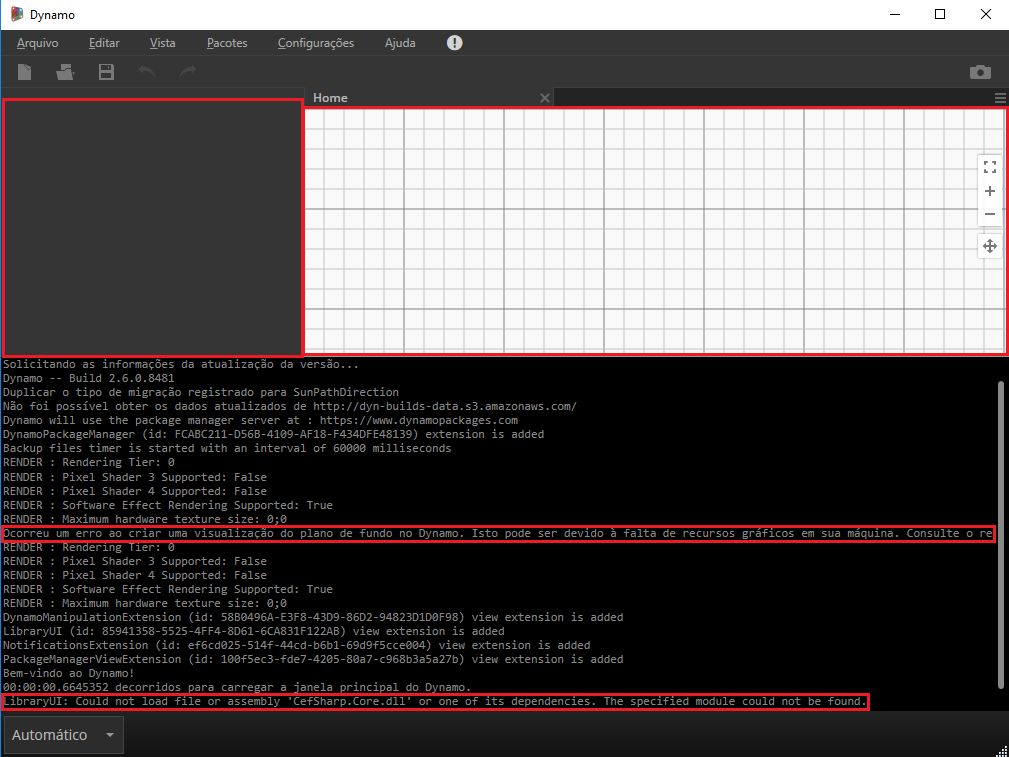 Dynamo
Arquivo Editar Vista Pacotes Configurações Ajuda
Home
Solicitando as informações da atualização da versão...
Dynamo -- Build 2.6.0.8481
Duplicar o tipo de migração registrado para SunPathDirection
Não foi possível obter os dados atualizados de http://dyn-builds-data.s3.amazonaws.com/
Dynamo will use the package manager server at : https://www.dynamopackages.com
DynamoPackageManager (id: FCABC211-D56B-4109-AF18-F434DFE48139) extension is added
Backup files timer is started with an interval of 60000 milliseconds
RENDER : Rendering Tier: 0
RENDER : Pixel Shader 3 Supported: False
RENDER : Pixel Shader 4 Supported: False
RENDER : Software Effect Rendering Supported: True
RENDER : Maximum hardware texture size: 0;0
Ocorreu um erro ao criar uma visualização do plano de fundo no Dynamo. Isto pode ser devido à falta de recursos gráficos em sua máquina. Consulte o re
RENDER : Rendering Tier: 0
RENDER : Pixel Shader 3 Supported: False
RENDER : Pixel Shader 4 Supported: False
RENDER : Software Effect Rendering Supported: True
RENDER : Maximum hardware texture size: 0;0
DynamoManipulationExtension (id: 58B0496A-E3F8-43D9-86D2-94823D1D0F98) view extension is added
LibraryUI (id: 85941358-5525-4FF4-8D61-6CA831F122AB) view extension is added
NotificationsExtension (id: ef6cd025-514f-44cd-b6b1-69d9f5cce004) view extension is added
PackageManagerViewExtension (id: 100f5ec3-fde7-4205-80a7-c968b3a5a27b) view extension is added
Bem-vindo ao Dynamo!
00:00:00.6645352 decorridos para carregar a janela principal do Dynamo.
LibraryUI: Could not load file or assembly 'CefSharp.Core.dll' or one of its dependencies. The specified module could not be found.
Automático